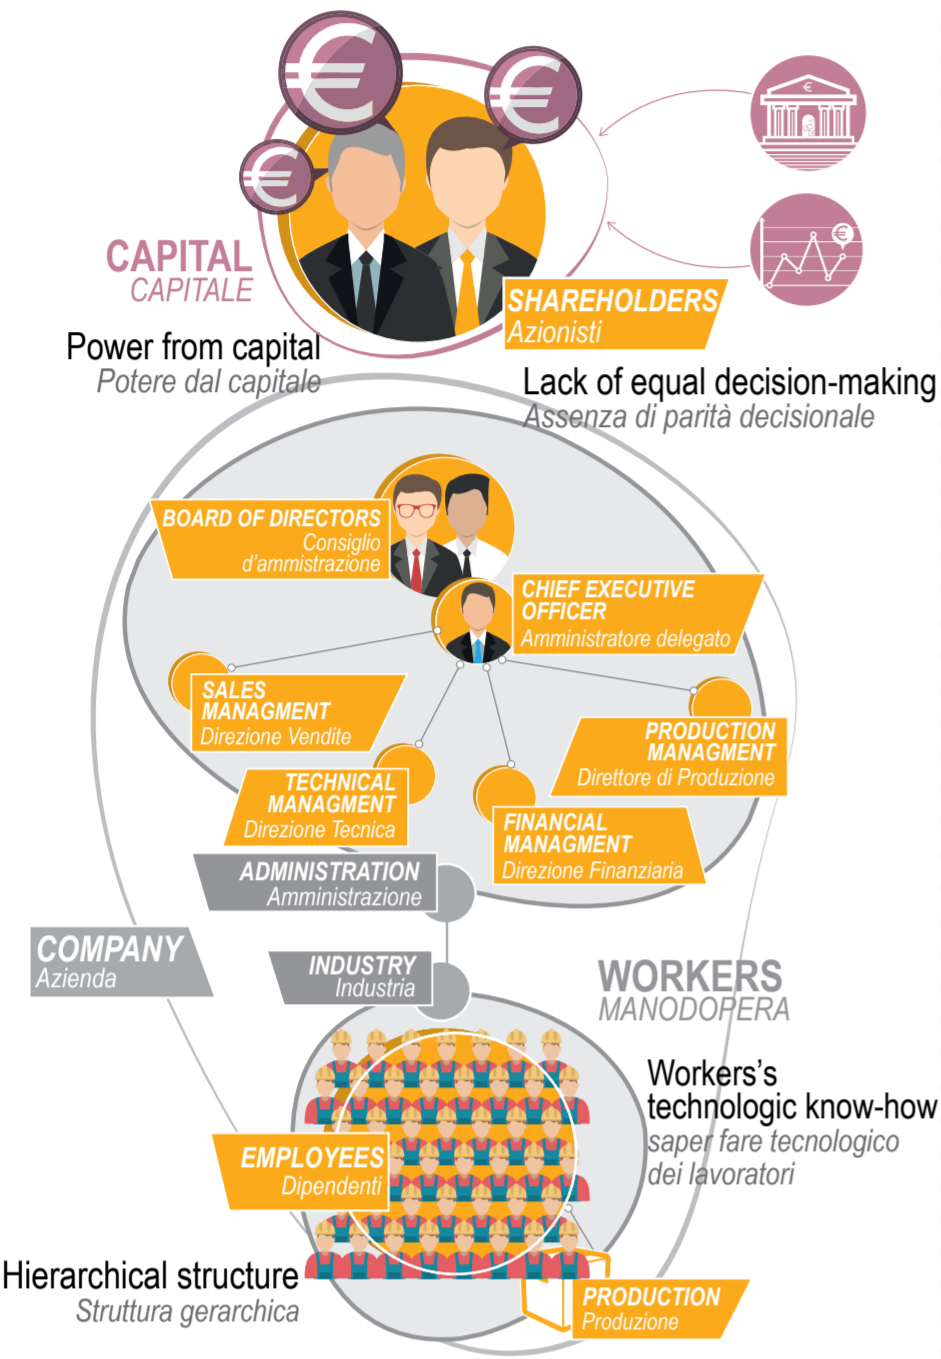 CAPITAL
CAPITALE
SHAREHOLDERS
Azionisti
Power from capital
Potere dal capitale
Lack of equal decision-making
Assenza di parità decisionale
BOARD OF DIRECTORS
Consiglio
d'ammistrazione
CHIEF EXECUTIVE
OFFICER
Amministratore delegato
SALES
MANAGMENT
Direzione Vendite
PRODUCTION
MANAGMENT
Direttore di Produzione
TECHNICAL
MANAGMENT
Direzione Tecnica
FINANCIAL
MANAGMENT
Direzione Finanziaria
ADMINISTRATION
Amministrazione
COMPANY
Azienda
INDUSTRY
Industria
WORKERS
MANODOPERA
Workers's
technologic know-how
saper fare tecnologico
dei lavoratori
EMPLOYEES
Dipendenti
Hierarchical structure
Struttura gerarchica
PRODUCTION
Produzione